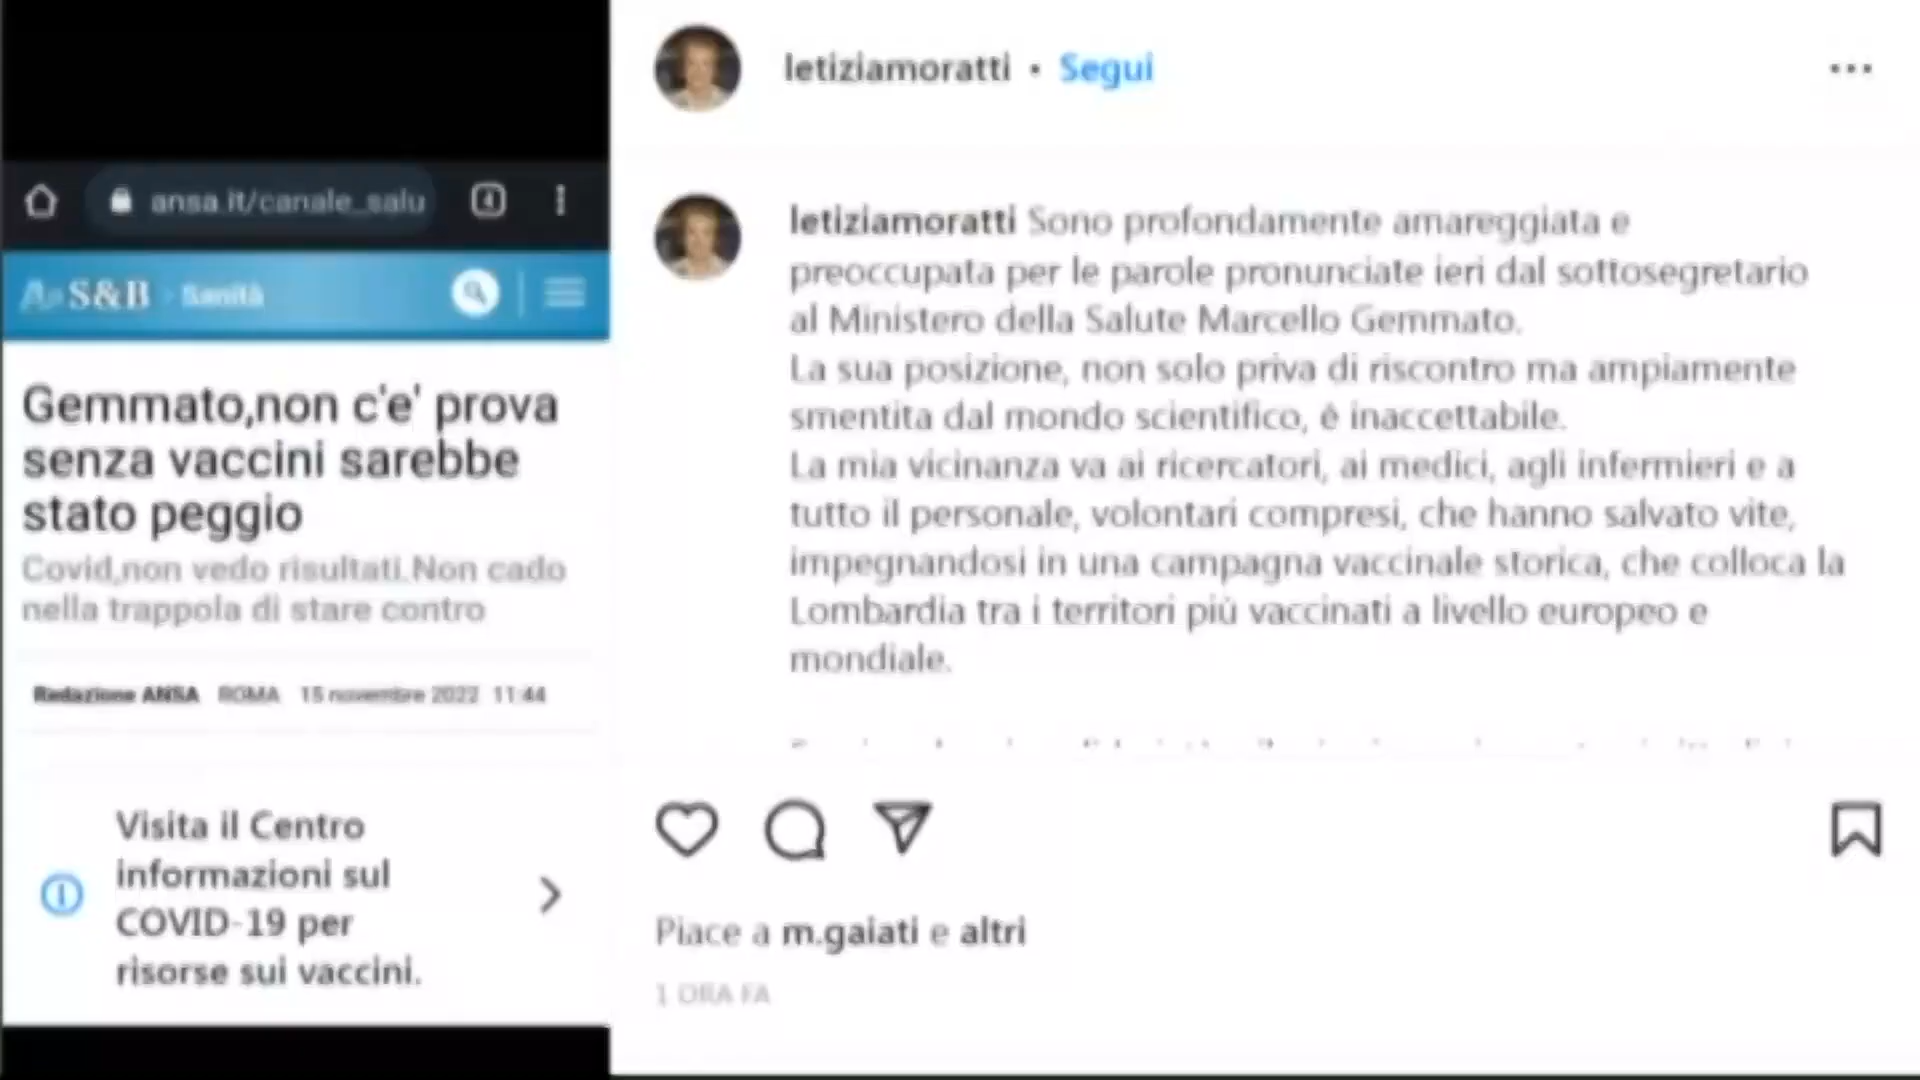 ansa.it/canale_salu
4
S&B Sanità
Gemmato,non c'e' prova
senza vaccini sarebbe
stato peggio
Covid,non vedo risultati.Non cado
nella trappola di stare contro
Redazione ANSA ROMA 15 novembre 2022 11:44
Visita il Centro
informazioni sul
COVID-19 per
risorse sui vaccini.
letiziamoratti • Segui
letiziamoratti Sono profondamente amareggiata e
preoccupata per le parole pronunciate ieri dal sottosegretario
al Ministero della Salute Marcello Gemmato.
La sua posizione, non solo priva di riscontro ma ampiamente
smentita dal mondo scientifico, è inaccettabile.
La mia vicinanza va ai ricercatori, ai medici, agli infermieri e a
tutto il personale, volontari compresi, che hanno salvato vite,
impegnandosi in una campagna vaccinale storica, che colloca la
Lombardia tra i territori più vaccinati a livello europeo e
mondiale.
Piace a m.gaiati e altri
1 ORA FA